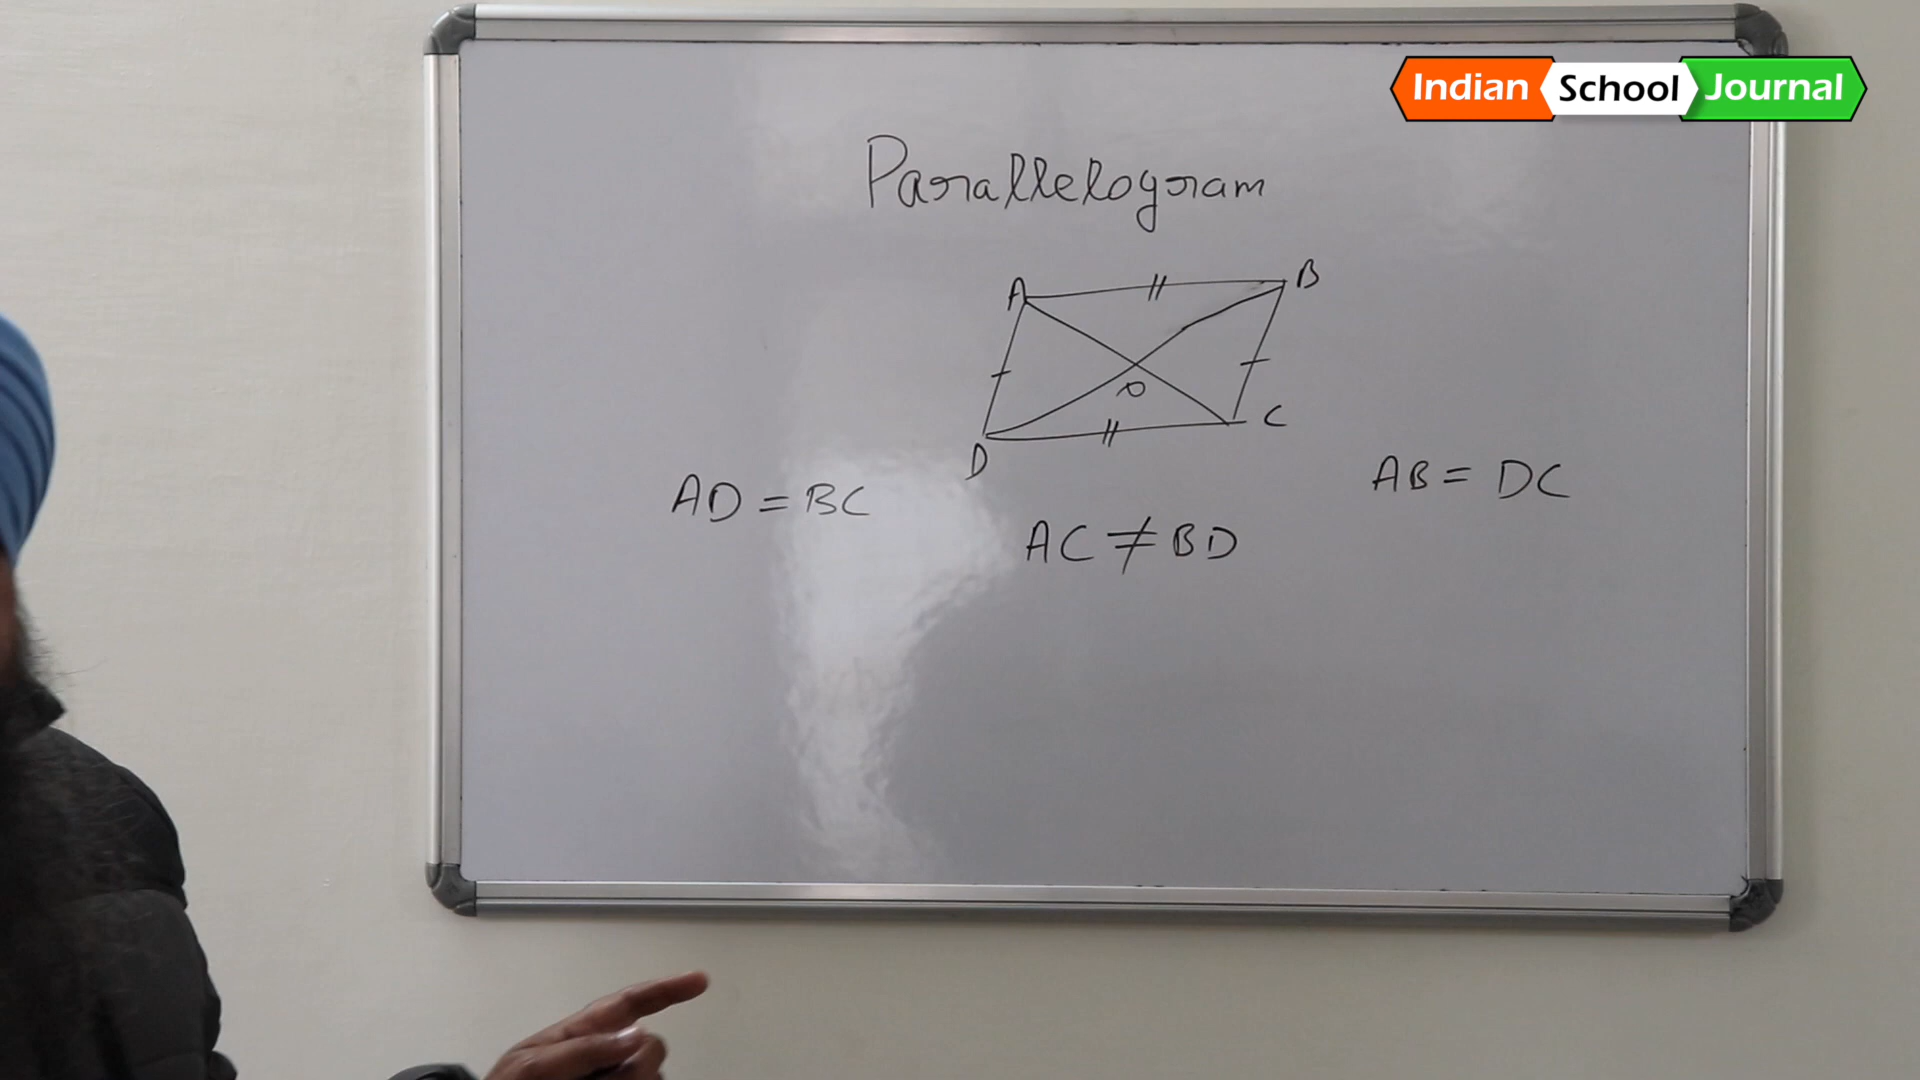 Indian School Journal
Parallelogram
A
B
O
C
D
AD = BC
AB = DC
AC ≠ BD